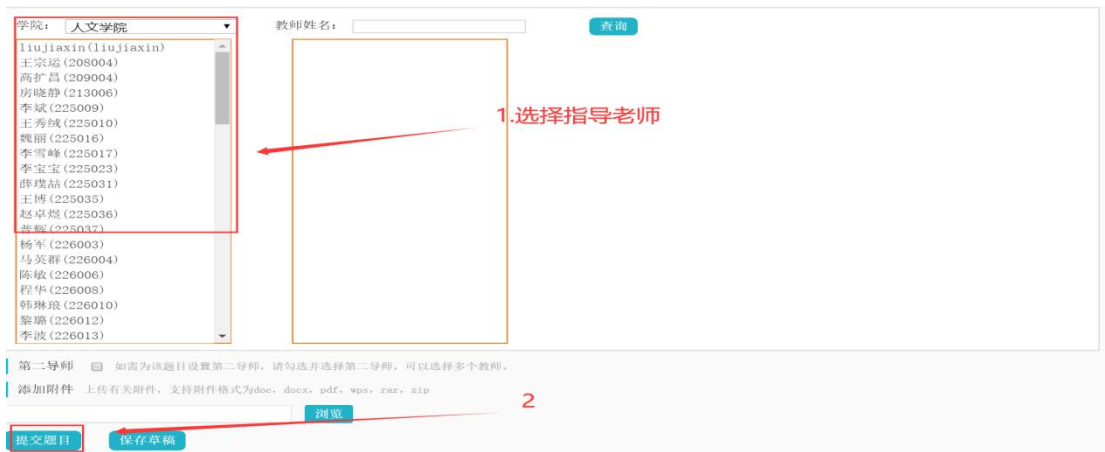 学院： 人文学院 教师姓名： 查询
liujiaxin(liujiaxin)
王宗运(208004)
高扩昌(209004)
房晓静(213006)
李斌(225009)
王秀绒(225010)
魏丽(225016)
李雪峰(225017)
李宝宝(225023)
薛璞喆(225031)
王博(225035)
赵卓煜(225036)
普辉(225037)
杨军(226003)
马英群(226004)
陈敏(226006)
程华(226008)
韩琳琅(226010)
黎璐(226012)
李波(226013)
1.选择指导老师
第二导师 如需为该题目设置第二导师，请勾选并选择第二导师，可以选择多个教师。
添加附件 上传有关附件，支持附件格式为doc，docx，pdf，wps，rar，zip
浏览
2
提交题目 保存草稿